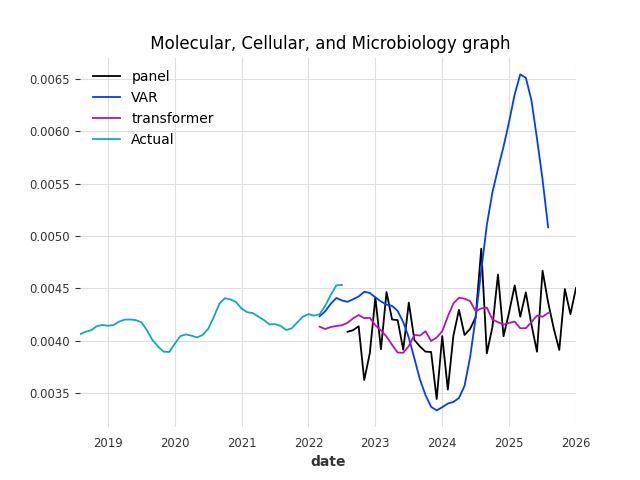 Molecular, Cellular, and Microbiology graph
panel
VAR
transformer
Actual
0.0065
0.0060
0.0055
0.0050
0.0045
0.0040
0.0035
2019 2020 2021 2022 2023 2024 2025 2026
date